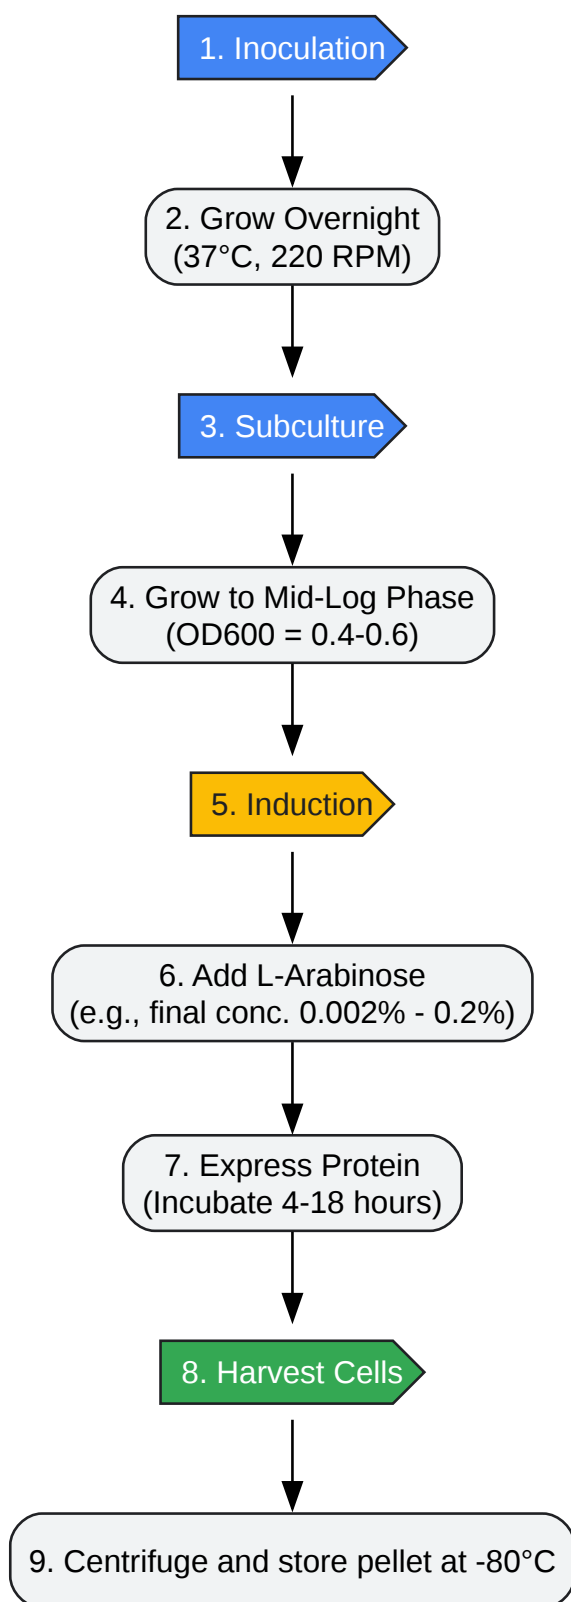 1. Inoculation
2. Grow Overnight
(37°C, 220 RPM)
3. Subculture
4. Grow to Mid-Log Phase
(OD600 = 0.4-0.6)
5. Induction
6. Add L-Arabinose
(e.g., final conc. 0.002% - 0.2%)
7. Express Protein
(Incubate 4-18 hours)
8. Harvest Cells
9. Centrifuge and store pellet at -80°C